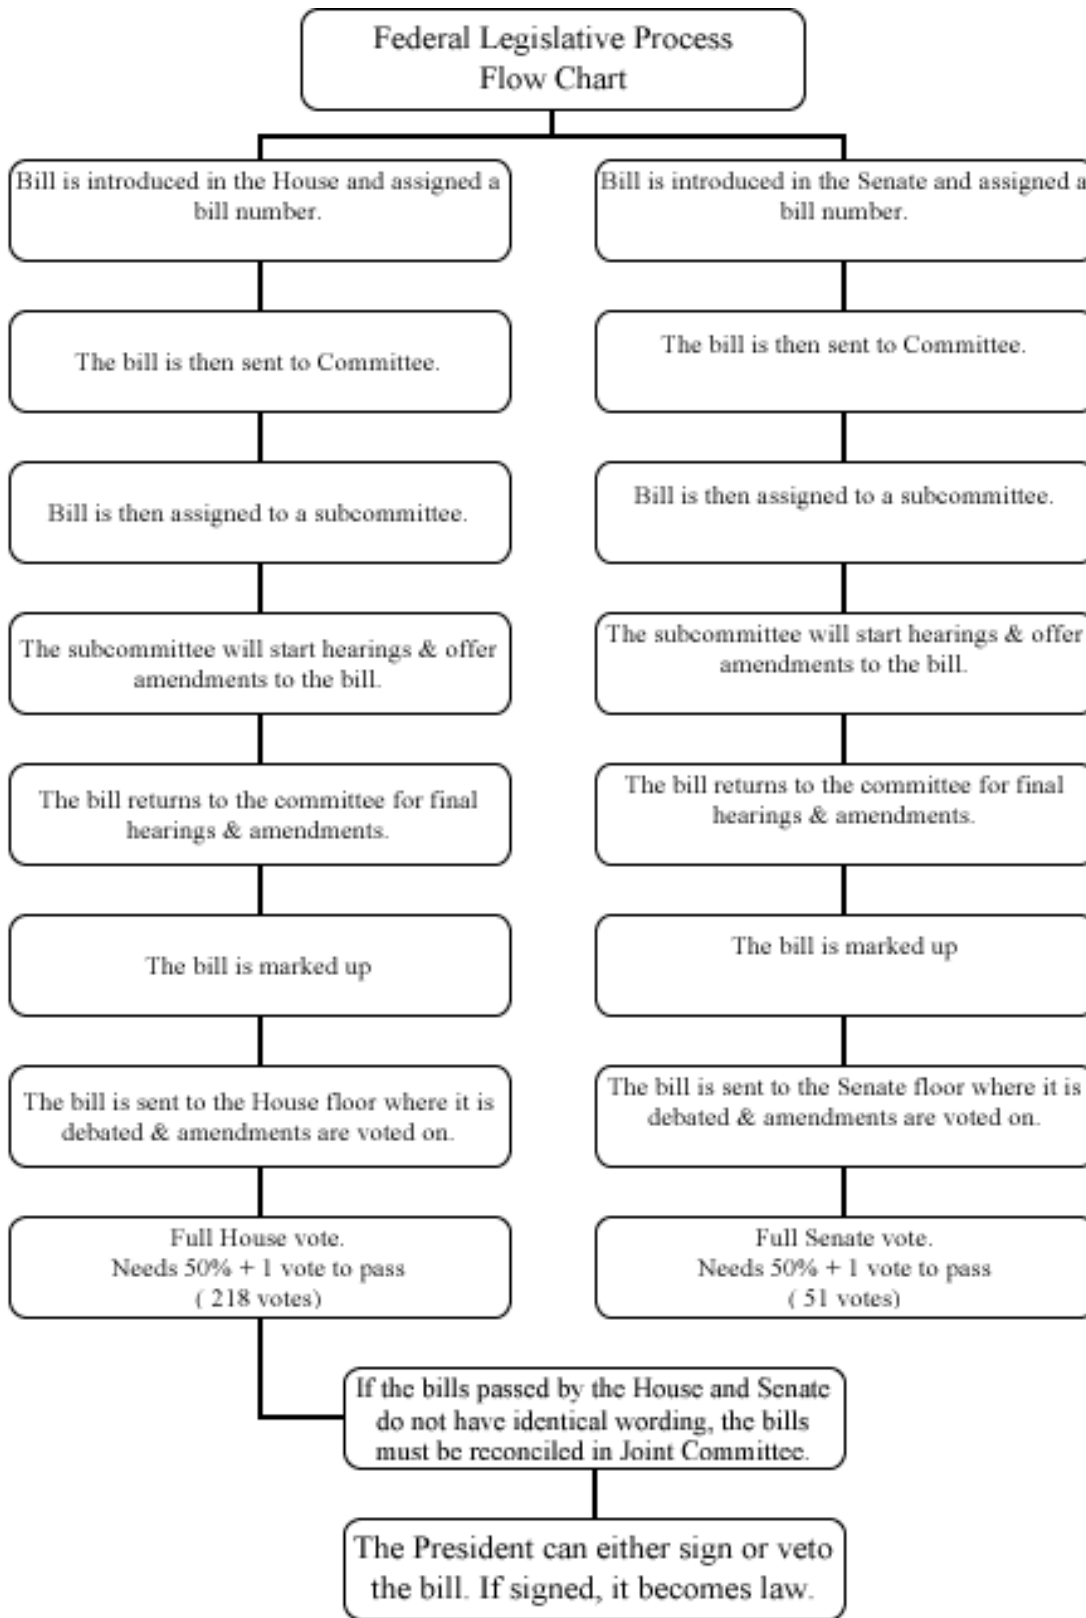 Federal Legislative Process
Flow Chart
Bill is introduced in the House and assigned a
bill number.
The bill is then sent to Committee.
Bill is then assigned to a subcommittee.
The subcommittee will start hearings & offer
amendments to the bill.
The bill returns to the committee for final
hearings & amendments.
The bill is marked up
The bill is sent to the House floor where it is
debated & amendments are voted on.
Full House vote.
Needs 50% + 1 vote to pass
( 218 votes)
Bill is introduced in the Senate and assigned a
bill number.
The bill is then sent to Committee.
Bill is then assigned to a subcommittee.
The subcommittee will start hearings & offer
amendments to the bill.
The bill returns to the committee for final
hearings & amendments.
The bill is marked up
The bill is sent to the Senate floor where it is
debated & amendments are voted on.
Full Senate vote.
Needs 50% + 1 vote to pass
( 51 votes)
If the bills passed by the House and Senate
do not have identical wording, the bills
must be reconciled in Joint Committee.
The President can either sign or veto
the bill. If signed, it becomes law.